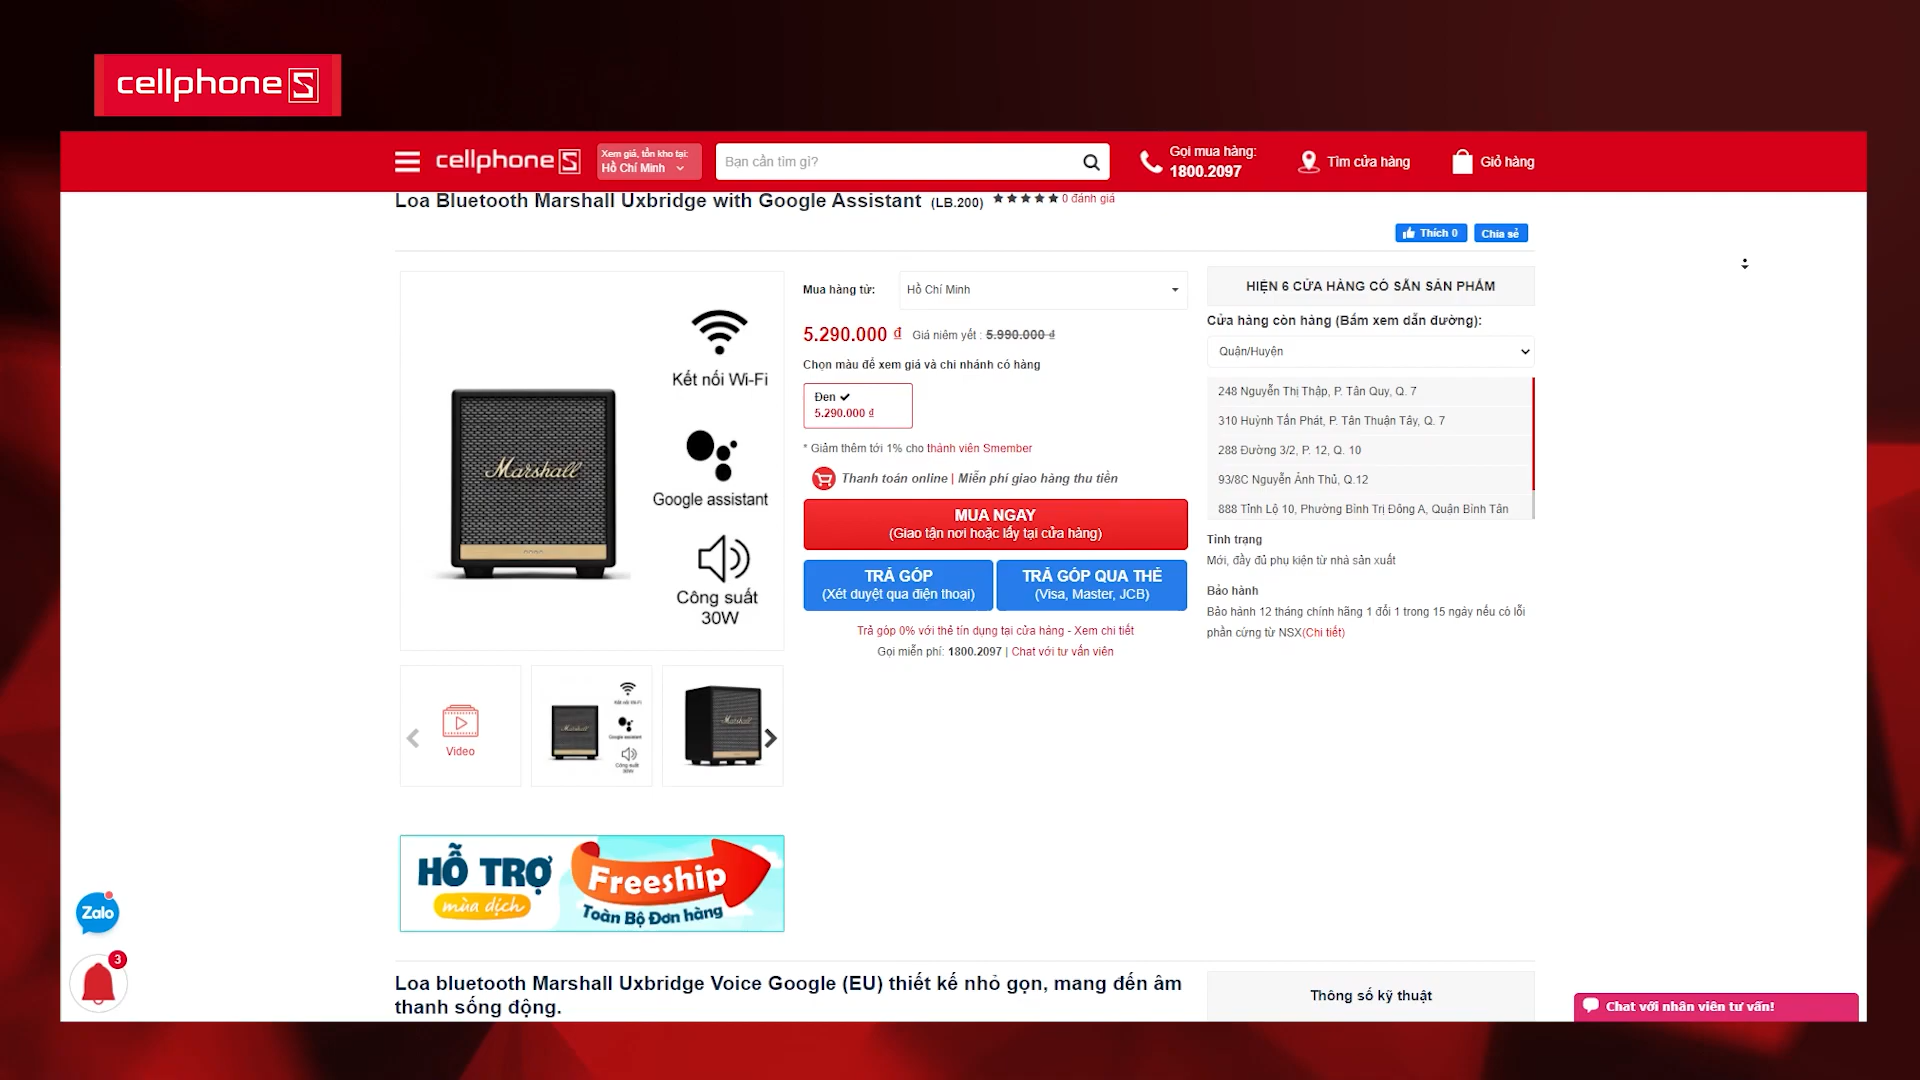 cellphoneS
cellphoneS
Xem giá, tồn kho tại:
Hồ Chí Minh
Bạn cần tìm gì?
Gọi mua hàng:
1800.2097
Tìm cửa hàng
Giỏ hàng
Loa Bluetooth Marshall Uxbridge with Google Assistant (LB.200) 0 đánh giá
Thích 0
Chia sẻ
Kết nối Wi-Fi
Marshall
Google assistant
Công suất
30W
Mua hàng từ:
Hồ Chí Minh
5.290.000 ₫ Giá niêm yết : 5.990.000 ₫
Chọn màu để xem giá và chi nhánh có hàng
Đen
5.290.000 ₫
* Giảm thêm tới 1% cho thành viên Smember
Thanh toán online | Miễn phí giao hàng thu tiền
MUA NGAY
(Giao tận nơi hoặc lấy tại cửa hàng)
TRẢ GÓP
(Xét duyệt qua điện thoại)
TRẢ GÓP QUA THẺ
(Visa, Master, JCB)
Trả góp 0% với thẻ tín dụng tại cửa hàng - Xem chi tiết
Gọi miễn phí: 1800.2097 | Chat với tư vấn viên
HIỆN 6 CỬA HÀNG CÓ SẴN SẢN PHẨM
Cửa hàng còn hàng (Bấm xem dẫn đường):
Quận/Huyện
248 Nguyễn Thị Thập, P. Tân Quy, Q. 7
310 Huỳnh Tấn Phát, P. Tân Thuận Tây, Q. 7
288 Đường 3/2, P. 12, Q. 10
93/8C Nguyễn Ảnh Thủ, Q.12
888 Tỉnh Lộ 10, Phường Bình Trị Đông A, Quận Bình Tân
Tình trạng
Mới, đầy đủ phụ kiện từ nhà sản xuất
Bảo hành
Bảo hành 12 tháng chính hãng 1 đổi 1 trong 15 ngày nếu có lỗi
phần cứng từ NSX(Chi tiết)
Video
Marshall
Kết nối Wi-Fi
Google assistant
Công suất
30W
Marshall
HỖ TRỢ
mùa dịch
Freeship
Toàn Bộ Đơn hàng
Zalo
3
Loa bluetooth Marshall Uxbridge Voice Google (EU) thiết kế nhỏ gọn, mang đến âm
thanh sống động.
Thông số kỹ thuật
Chat với nhân viên tư vấn!